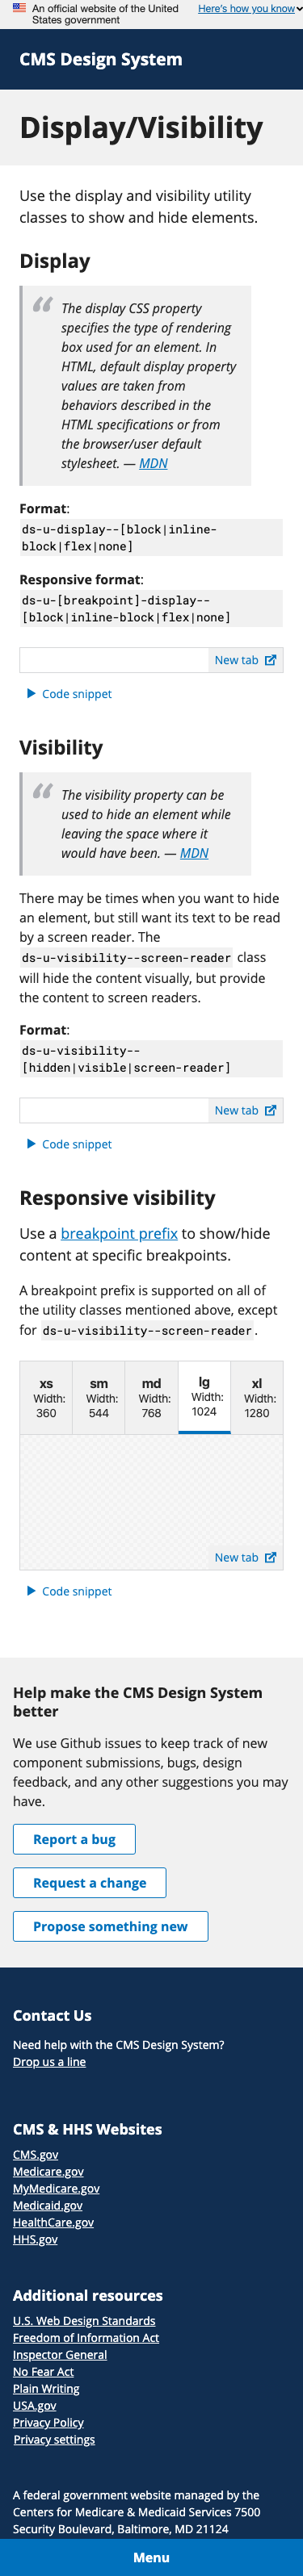 An official website of the United States government
Here's how you know
CMS Design System
Display/Visibility
Use the display and visibility utility
classes to show and hide elements.
Display
The display CSS property
specifies the type of rendering
box used for an element. In
HTML, default display property
values are taken from
behaviors described in the
HTML specifications or from
the browser/user default
stylesheet. — MDN
Format:
ds-u-display--[block|inline-
block|flex|none]
Responsive format:
ds-u-[breakpoint]-display--
[block|inline-block|flex|none]
New tab
Code snippet
Visibility
The visibility property can be
used to hide an element while
leaving the space where it
would have been. — MDN
There may be times when you want to hide
an element, but still want its text to be read
by a screen reader. The
ds-u-visibility--screen-reader class
will hide the content visually, but provide
the content to screen readers.
Format:
ds-u-visibility--
[hidden|visible|screen-reader]
New tab
Code snippet
Responsive visibility
Use a breakpoint prefix to show/hide
content at specific breakpoints.
A breakpoint prefix is supported on all of
the utility classes mentioned above, except
for ds-u-visibility--screen-reader.
xs Width: 360
sm Width: 544
md Width: 768
lg Width: 1024
xl Width: 1280
New tab
Code snippet
Help make the CMS Design System
better
We use Github issues to keep track of new
component submissions, bugs, design
feedback, and any other suggestions you may
have.
Report a bug
Request a change
Propose something new
Contact Us
Need help with the CMS Design System?
Drop us a line
CMS & HHS Websites
CMS.gov
Medicare.gov
MyMedicare.gov
Medicaid.gov
HealthCare.gov
HHS.gov
Additional resources
U.S. Web Design Standards
Freedom of Information Act
Inspector General
No Fear Act
Plain Writing
USA.gov
Privacy Policy
Privacy settings
A federal government website managed by the
Centers for Medicare & Medicaid Services 7500
Security Boulevard, Baltimore, MD 21124
Menu